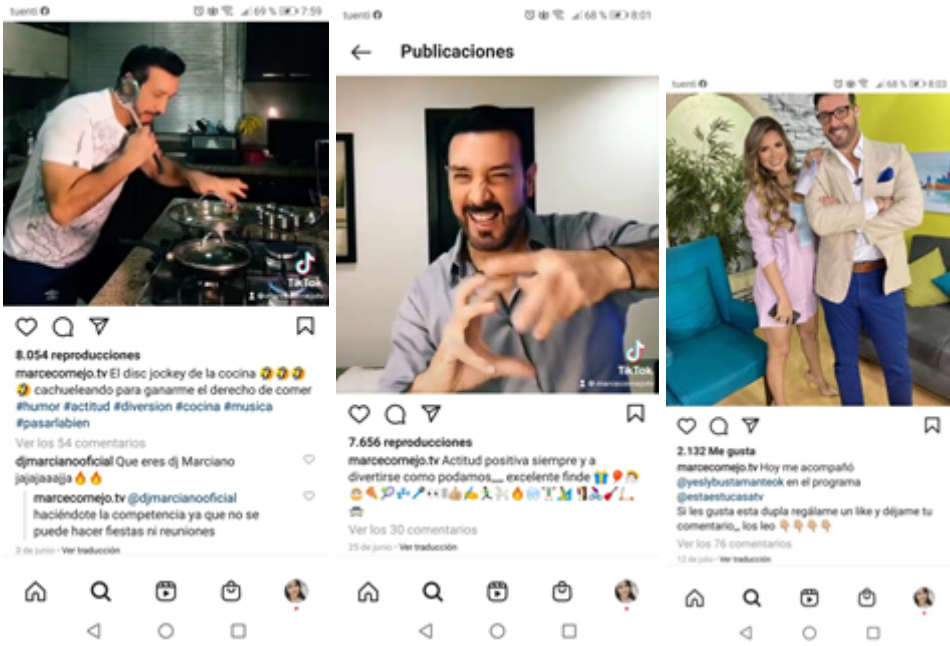 tuenti
69 % 7:59
TikTok
8.054 reproducciones
marcecornejo.tv El disc jockey de la cocina 🤣🤣🤣
🤣 cachueleando para ganarme el derecho de comer
#humor #actitud #diversion #cocina #musica
#pasarlabien
Ver los 54 comentarios
djmarcianooficial Que eres dj Marciano
jajajaaajja🔥🔥
marcecornejo.tv @djmarcianooficial
haciéndote la competencia ya que no se
puede hacer fiestas ni reuniones
3 de junio · Ver traducción
tuenti
68 % 8:01
Publicaciones
TikTok
7.656 reproducciones
marcecornejo.tv Actitud positiva siempre y a
divertirse como podamos,,,, excelente finde
Ver los 30 comentarios
25 de junio · Ver traducción
tuenti
68 % 8:03
2.132 Me gusta
marcecornejo.tv Hoy me acompañó
@yeslybustamanteok en el programa
@estaestucasatv
Si les gusta esta dupla regálame un like y déjame tu
comentario,, los leo 👇🏼👇🏼👇🏼👇🏼
Ver los 76 comentarios
12 de julio · Ver traducción